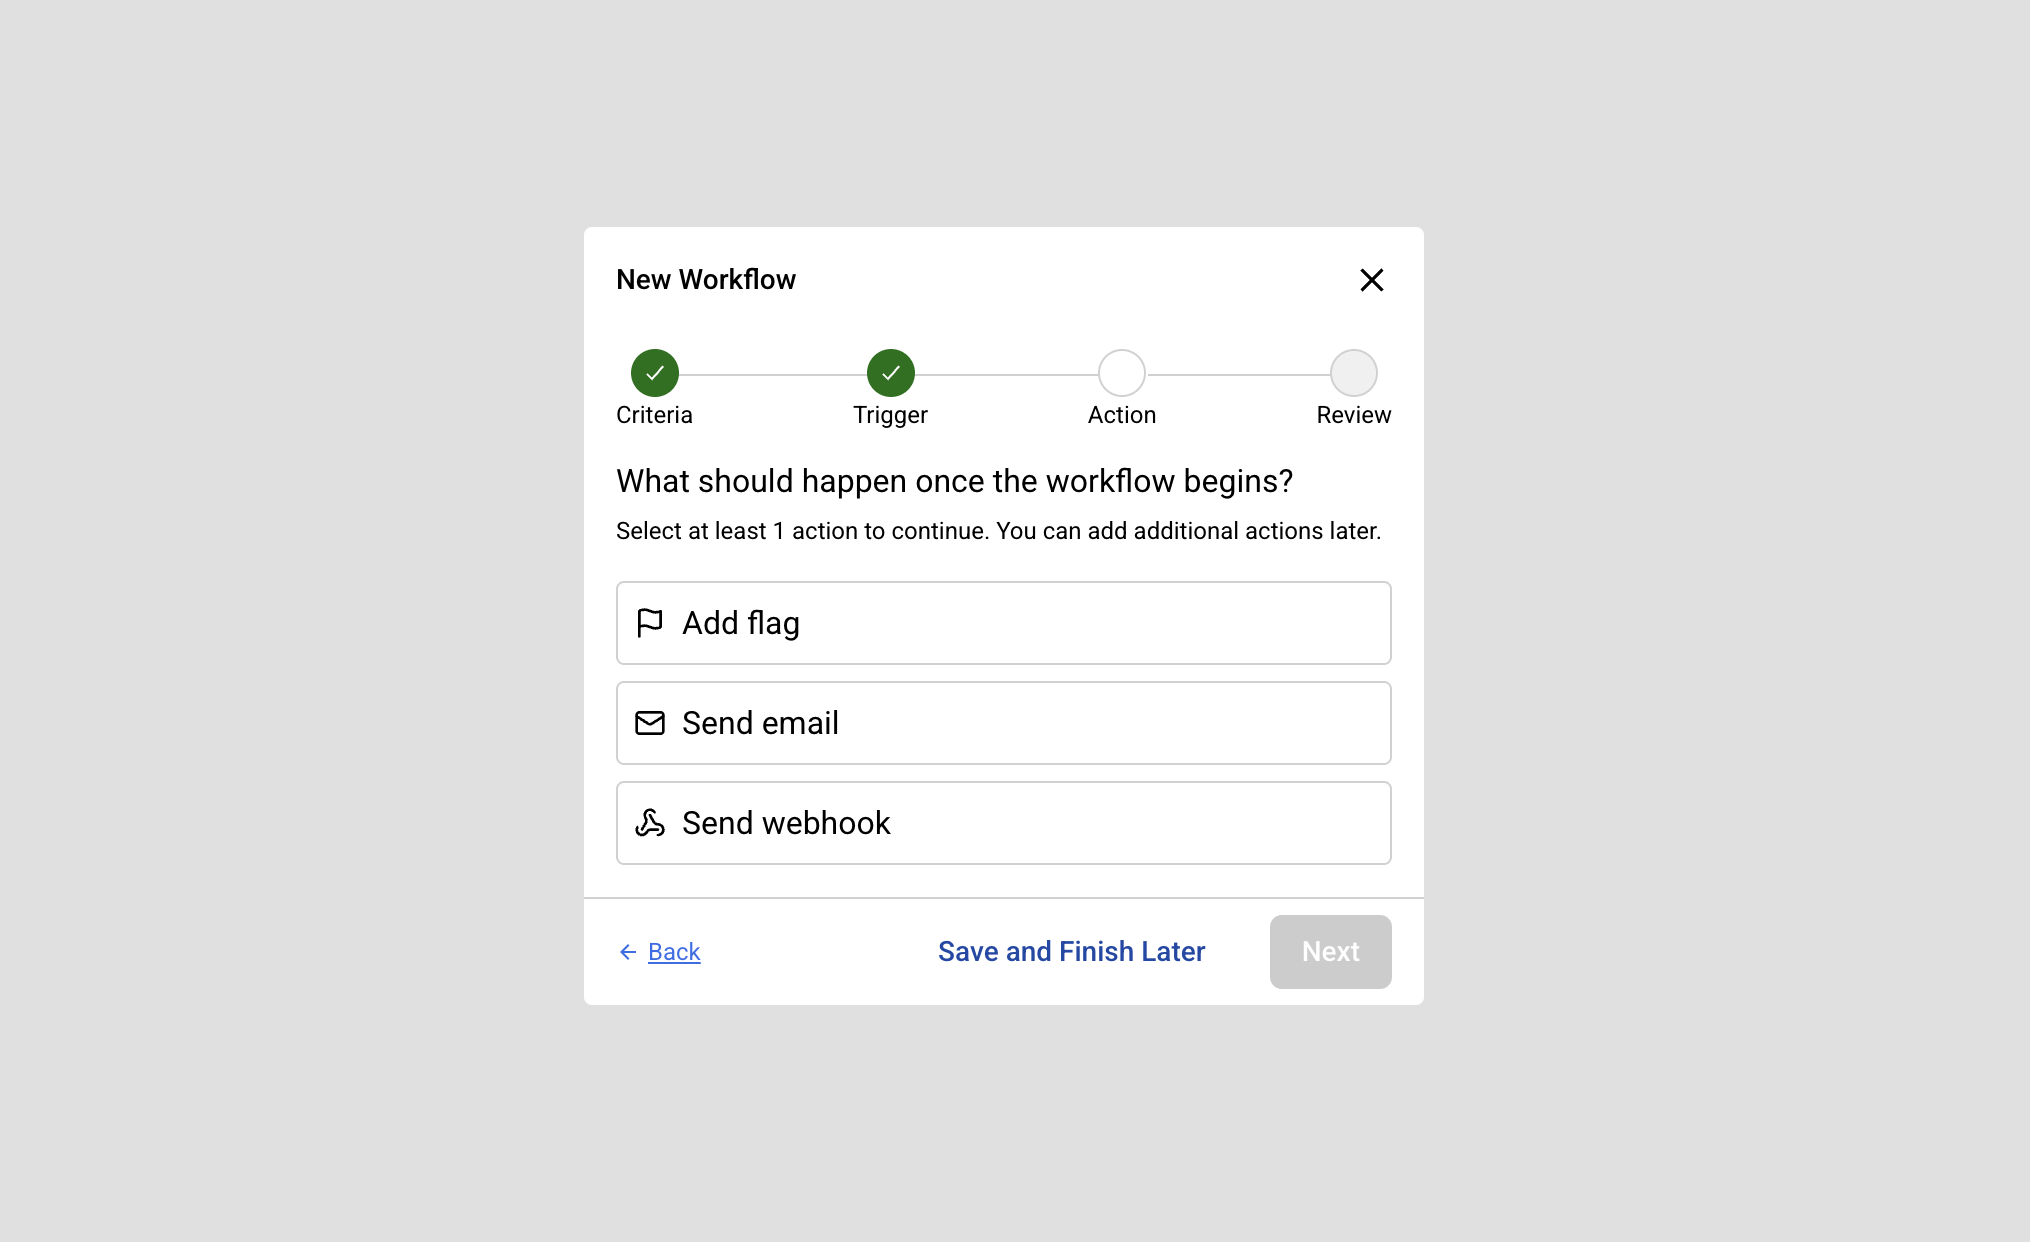 New Workflow
Criteria
Trigger
Action
Review
What should happen once the workflow begins?
Select at least 1 action to continue. You can add additional actions later.
Add flag
Send email
Send webhook
Back
Save and Finish Later
Next